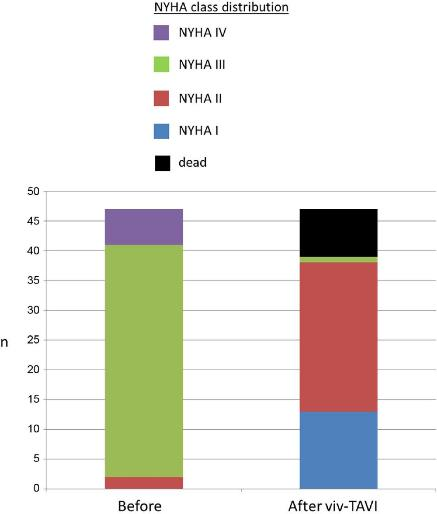 NYHA class distribution
NYHA IV
NYHA III
NYHA II
NYHA I
dead
50
45
40
35
30
n
25
20
15
10
5
0
Before After viv-TAVI